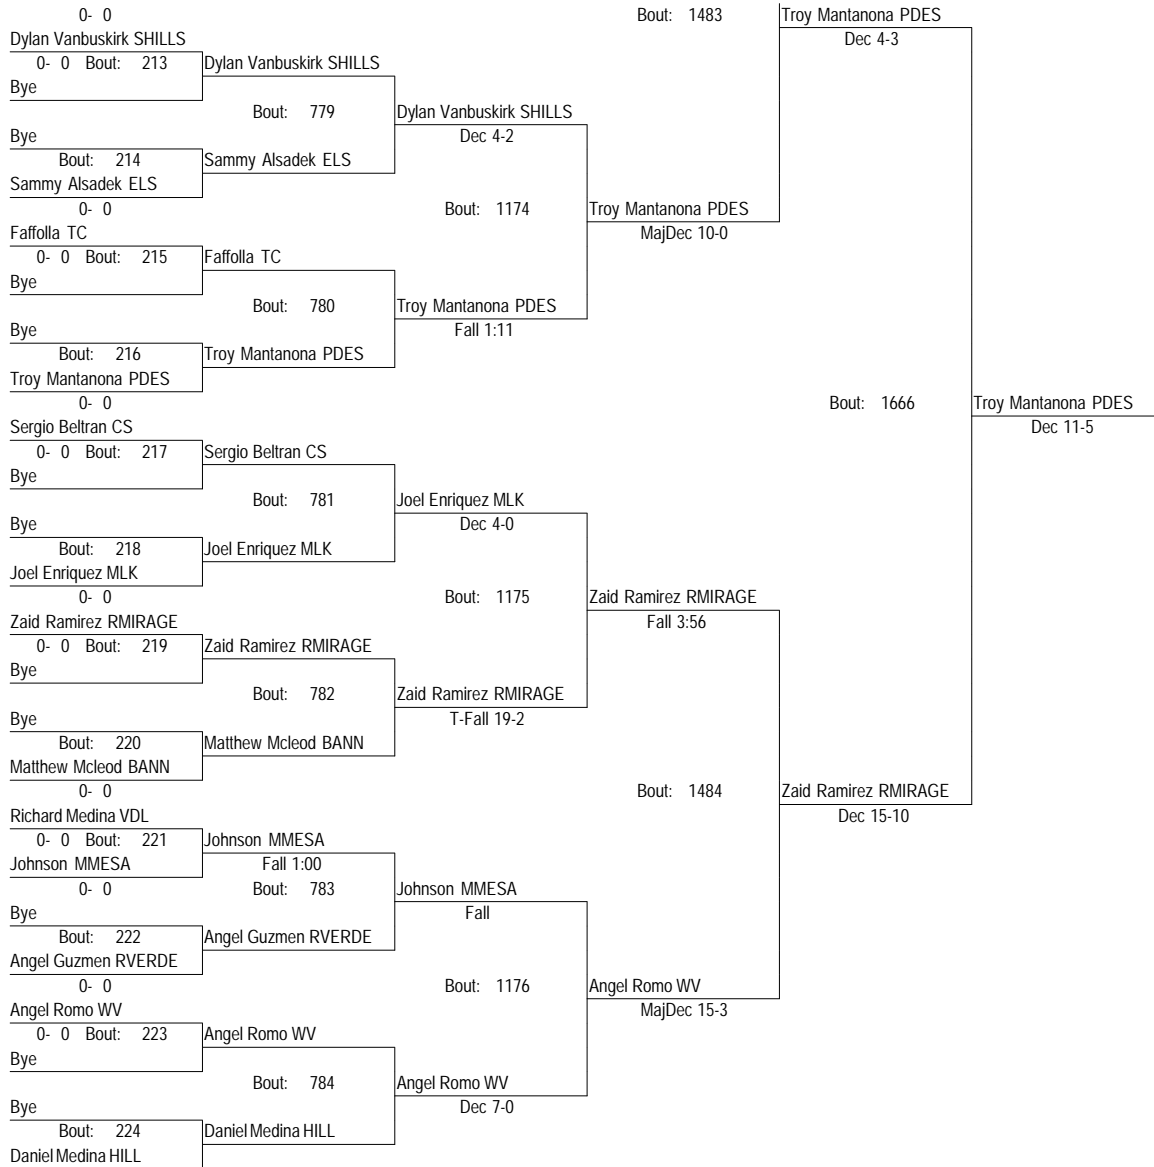 0- 0 Bout: 1483 Troy Mantanona PDES
Dylan Vanbuskirk SHILLS Dec 4-3
0- 0 Bout: 213 Dylan Vanbuskirk SHILLS
Bye
Bout: 779 Dylan Vanbuskirk SHILLS
Bye Dec 4-2
Bout: 214 Sammy Alsadek ELS
Sammy Alsadek ELS
0- 0 Bout: 1174 Troy Mantanona PDES
Faffolla TC MajDec 10-0
0- 0 Bout: 215 Faffolla TC
Bye
Bout: 780 Troy Mantanona PDES
Bye Fall 1:11
Bout: 216 Troy Mantanona PDES
Troy Mantanona PDES
0- 0 Bout: 1666 Troy Mantanona PDES
Sergio Beltran CS Dec 11-5
0- 0 Bout: 217 Sergio Beltran CS
Bye
Bout: 781 Joel Enriquez MLK
Bye Dec 4-0
Bout: 218 Joel Enriquez MLK
Joel Enriquez MLK
0- 0 Bout: 1175 Zaid Ramirez RMIRAGE
Zaid Ramirez RMIRAGE Fall 3:56
0- 0 Bout: 219 Zaid Ramirez RMIRAGE
Bye
Bout: 782 Zaid Ramirez RMIRAGE
Bye T-Fall 19-2
Bout: 220 Matthew Mcleod BANN
Matthew Mcleod BANN
0- 0 Bout: 1484 Zaid Ramirez RMIRAGE
Richard Medina VDL Dec 15-10
0- 0 Bout: 221 Johnson MMESA
Johnson MMESA Fall 1:00
0- 0 Bout: 783 Johnson MMESA
Bye Fall
Bout: 222 Angel Guzmen RVERDE
Angel Guzmen RVERDE
0- 0 Bout: 1176 Angel Romo WV
Angel Romo WV MajDec 15-3
0- 0 Bout: 223 Angel Romo WV
Bye
Bout: 784 Angel Romo WV
Bye Dec 7-0
Bout: 224 Daniel Medina HILL
Daniel Medina HILL